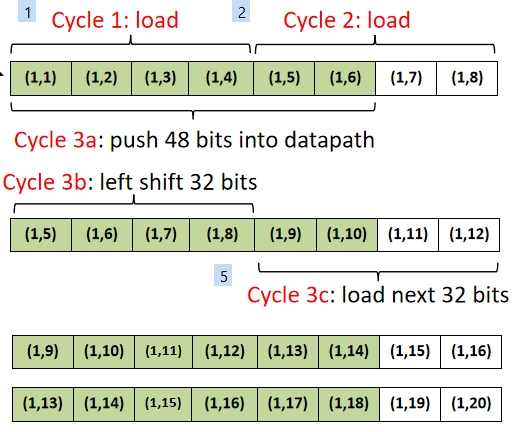 1 Cycle 1: load 2 Cycle 2: load
(1,1) (1,2) (1,3) (1,4) (1,5) (1,6) (1,7) (1,8)
Cycle 3a: push 48 bits into datapath
Cycle 3b: left shift 32 bits
(1,5) (1,6) (1,7) (1,8) (1,9) (1,10) (1,11) (1,12)
5
Cycle 3c: load next 32 bits
(1,9) (1,10) (1,11) (1,12) (1,13) (1,14) (1,15) (1,16)
(1,13) (1,14) (1,15) (1,16) (1,17) (1,18) (1,19) (1,20)